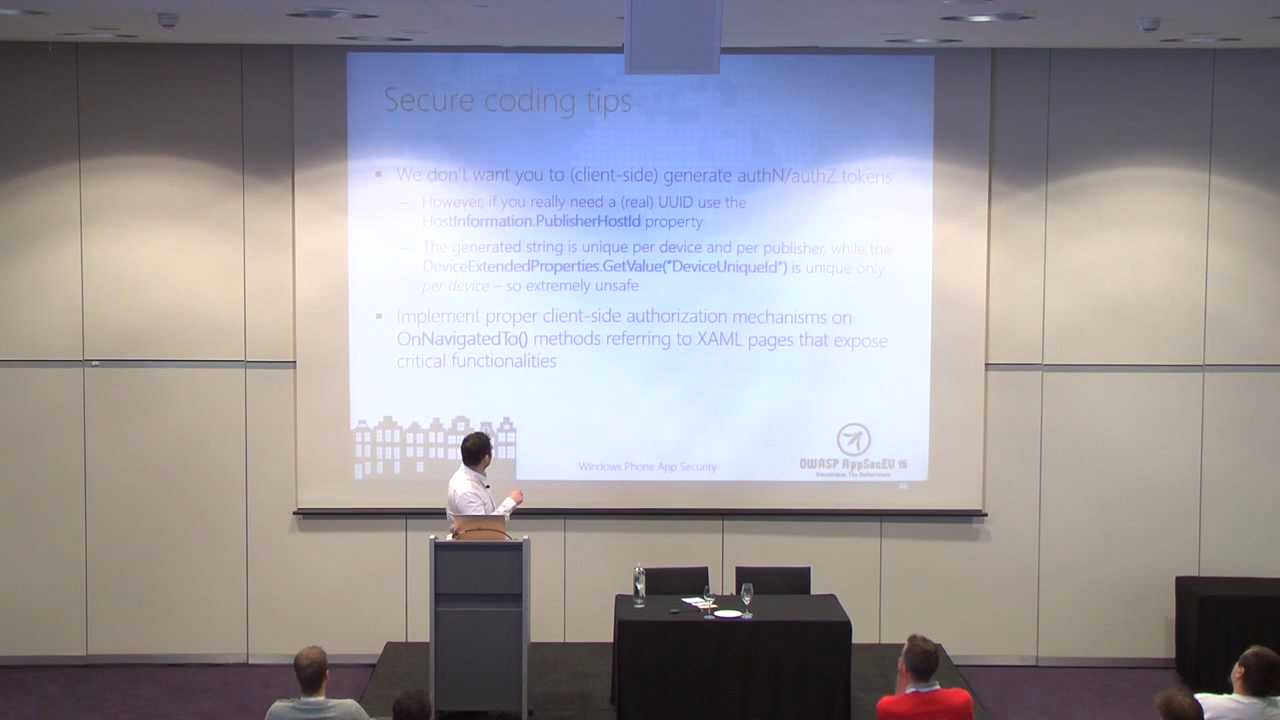 Secure coding tips
We don't want you to (client-side) generate authN/authZ tokens
– However, if you really need a (real) UUID use the
HostInformation.PublisherHostId property
– The generated string is unique per device and per publisher, while the
DeviceExtendedProperties.GetValue("DeviceUniqueId") is unique only
per device – so extremely unsafe
Implement proper client-side authorization mechanisms on
OnNavigatedTo() methods referring to XAML pages that expose
critical functionalities
Windows Phone App Security
OWASP AppSecEU 15
Amsterdam, The Netherlands